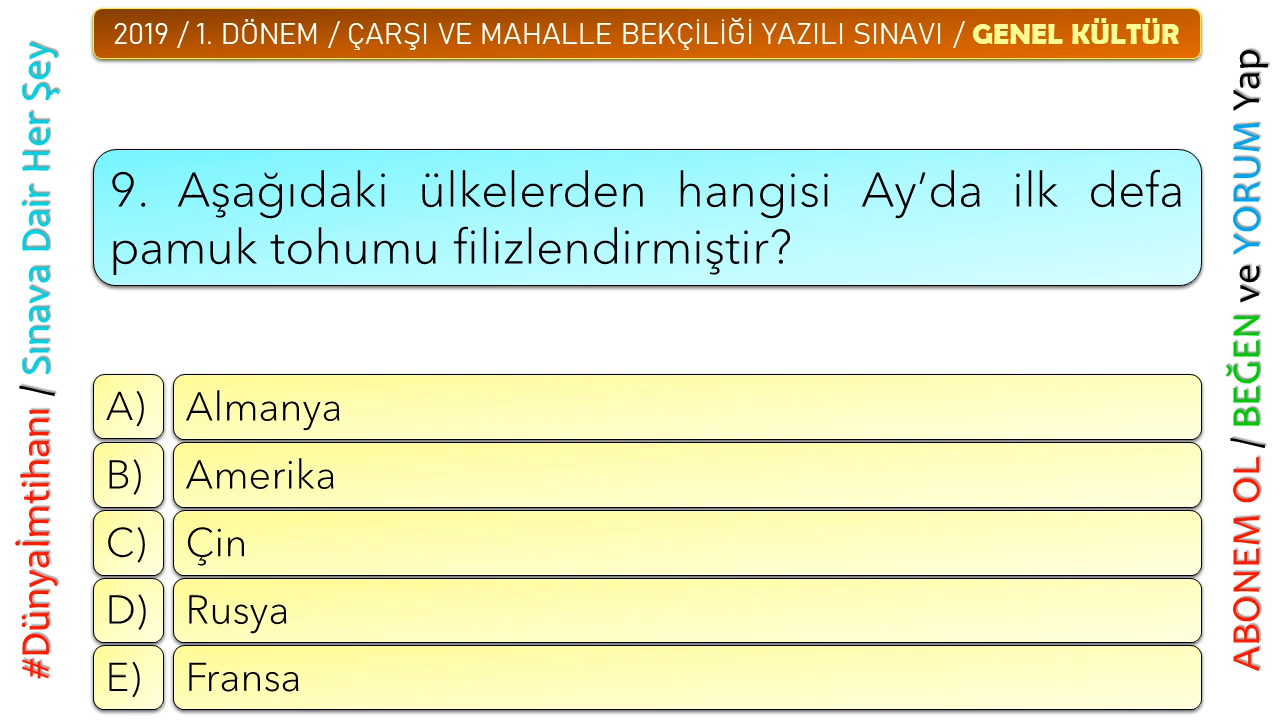 2019 / 1. DÖNEM / ÇARŞI VE MAHALLE BEKÇİLİĞİ YAZILI SINAVI / GENEL KÜLTÜR
#Dünyaİmtihanı / Sınava Dair Her Şey
9. Aşağıdaki ülkelerden hangisi Ay’da ilk defa
pamuk tohumu filizlendirmiştir?
A) Almanya
B) Amerika
C) Çin
D) Rusya
E) Fransa
ABONEM OL / BEĞEN ve YORUM Yap